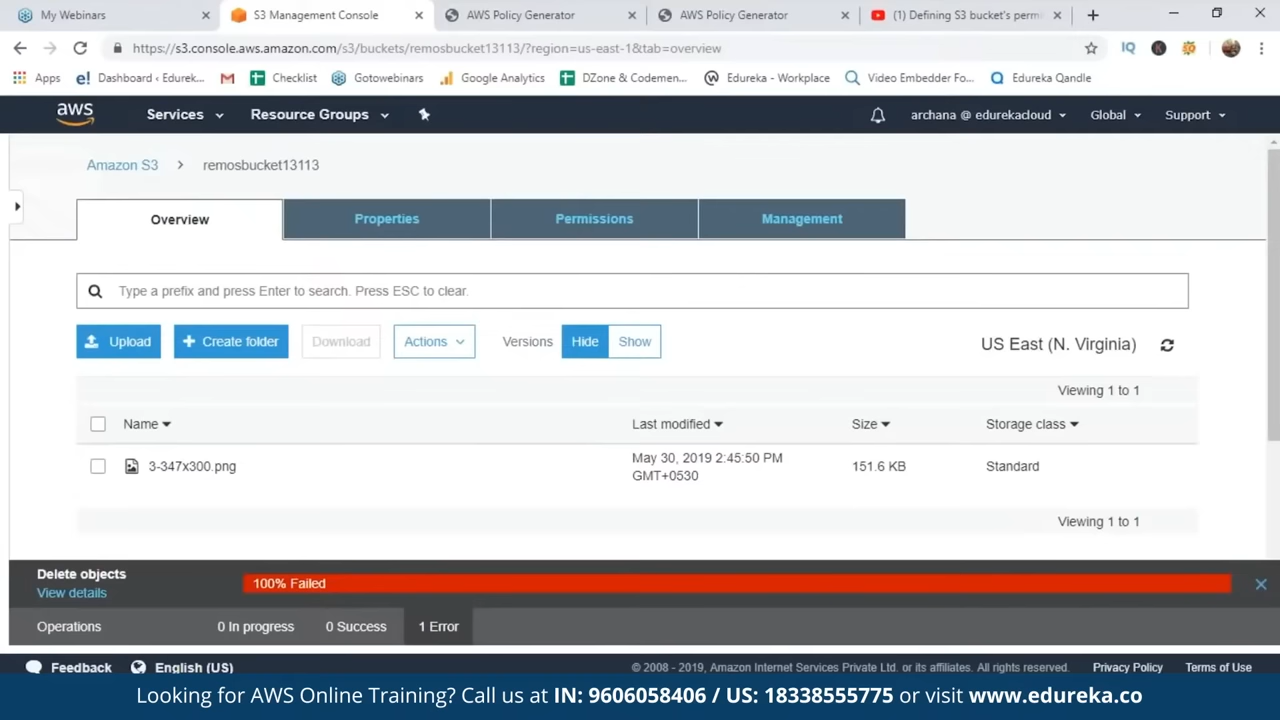 My Webinars
S3 Management Console
AWS Policy Generator
AWS Policy Generator
(1) Defining S3 bucket's perm
https://s3.console.aws.amazon.com/s3/buckets/remosbucket13113/?region=us-east-1&tab=overview
IQ
Apps
e!
Dashboard ‹ Edurek...
Checklist
Gotowebinars
Google Analytics
DZone & Codemen...
Edureka - Workplace
Video Embedder Fo...
Edureka Qandle
aws
Services
Resource Groups
archana @ edurekacloud
Global
Support
Amazon S3
remosbucket13113
Overview
Properties
Permissions
Management
Type a prefix and press Enter to search. Press ESC to clear.
Upload
+ Create folder
Download
Actions
Versions
Hide
Show
US East (N. Virginia)
Viewing 1 to 1
Name
Last modified
Size
Storage class
3-347x300.png
May 30, 2019 2:45:50 PM
GMT+0530
151.6 KB
Standard
Viewing 1 to 1
Delete objects
100% Failed
View details
Operations
0 In progress
0 Success
1 Error
Feedback
English (US)
© 2008 - 2019, Amazon Internet Services Private Ltd. or its affiliates. All rights reserved.
Privacy Policy
Terms of Use
Looking for AWS Online Training? Call us at IN: 9606058406 / US: 18338555775 or visit www.edureka.co